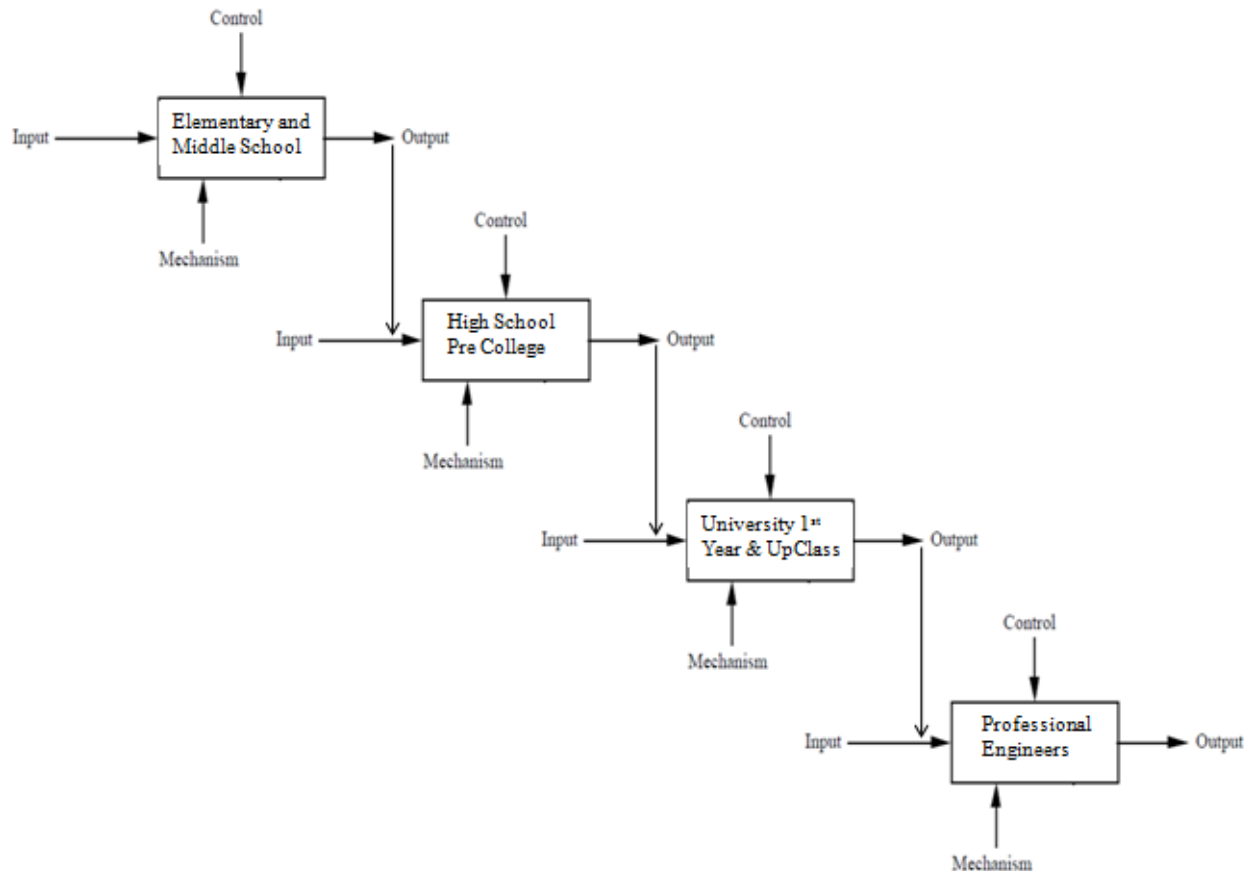 Control
Elementary and
Middle School
Input
Output
Mechanism
Control
High School
Pre College
Input
Output
Mechanism
Control
University 1st
Year & UpClass
Input
Output
Mechanism
Control
Professional
Engineers
Input
Output
Mechanism